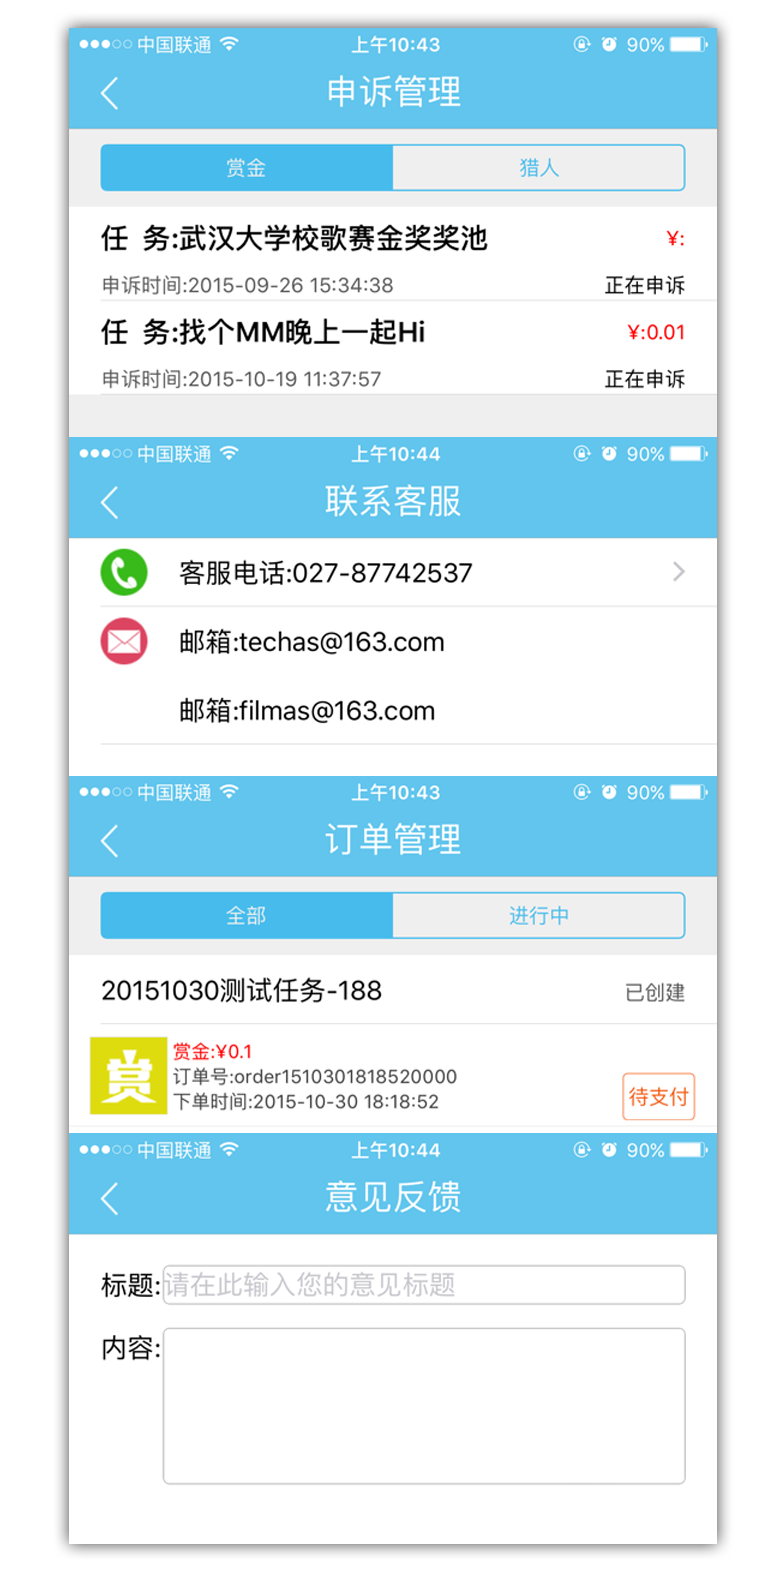 中国联通 上午10:43 90%
申诉管理
赏金 猎人
任 务:武汉大学校歌赛金奖奖池 ¥:
申诉时间:2015-09-26 15:34:38 正在申诉
任 务:找个MM晚上一起Hi ¥:0.01
申诉时间:2015-10-19 11:37:57 正在申诉
中国联通 上午10:44 90%
联系客服
客服电话:027-87742537
邮箱:techas@163.com
邮箱:filmas@163.com
中国联通 上午10:43 90%
订单管理
全部 进行中
20151030测试任务-188 已创建
赏
赏金:¥0.1
订单号:order1510301818520000
下单时间:2015-10-30 18:18:52 待支付
中国联通 上午10:44 90%
意见反馈
标题:请在此输入您的意见标题
内容: